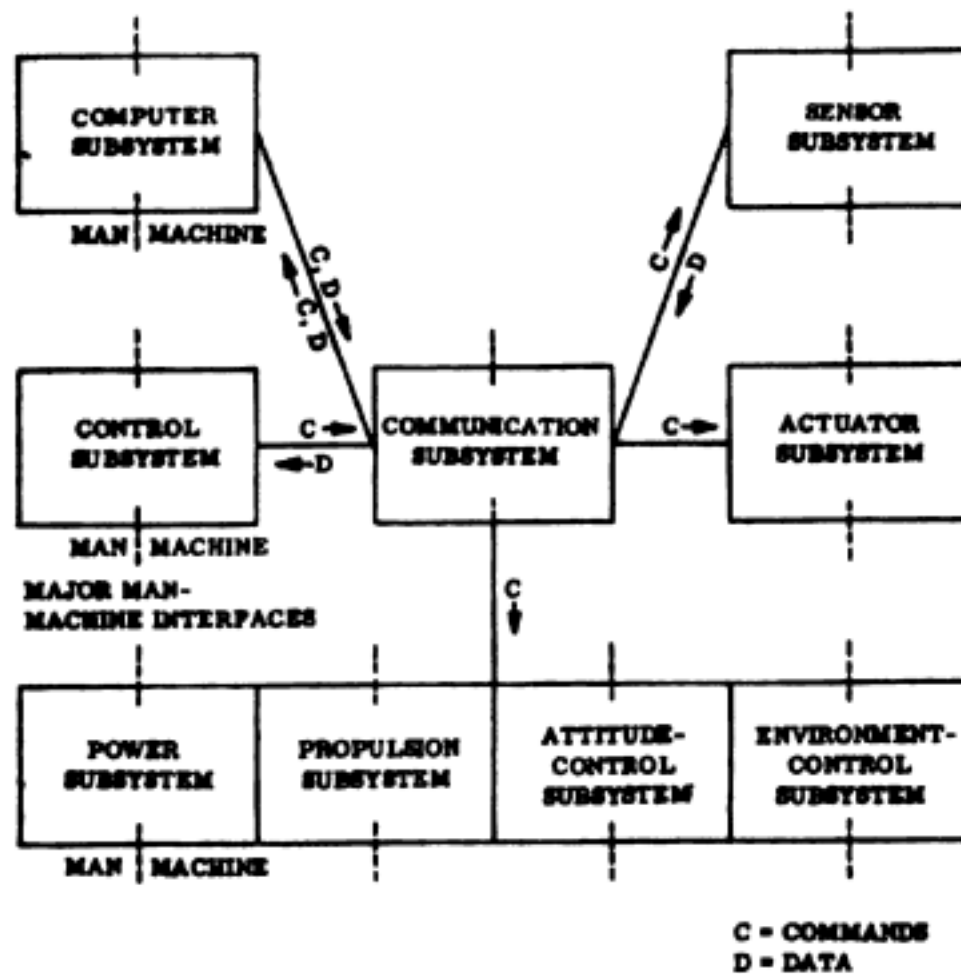 COMPUTER
SUBSYSTEM
MAN MACHINE
SENSOR
SUBSYSTEM
C, D
C, D
C
D
CONTROL
SUBSYSTEM
MAN MACHINE
C
D
COMMUNICATION
SUBSYSTEM
C
ACTUATOR
SUBSYSTEM
MAJOR MAN-
MACHINE INTERFACES
C
POWER
SUBSYSTEM
MAN MACHINE
PROPULSION
SUBSYSTEM
ATTITUDE-
CONTROL
SUBSYSTEM
ENVIRONMENT-
CONTROL
SUBSYSTEM
C = COMMANDS
D = DATA